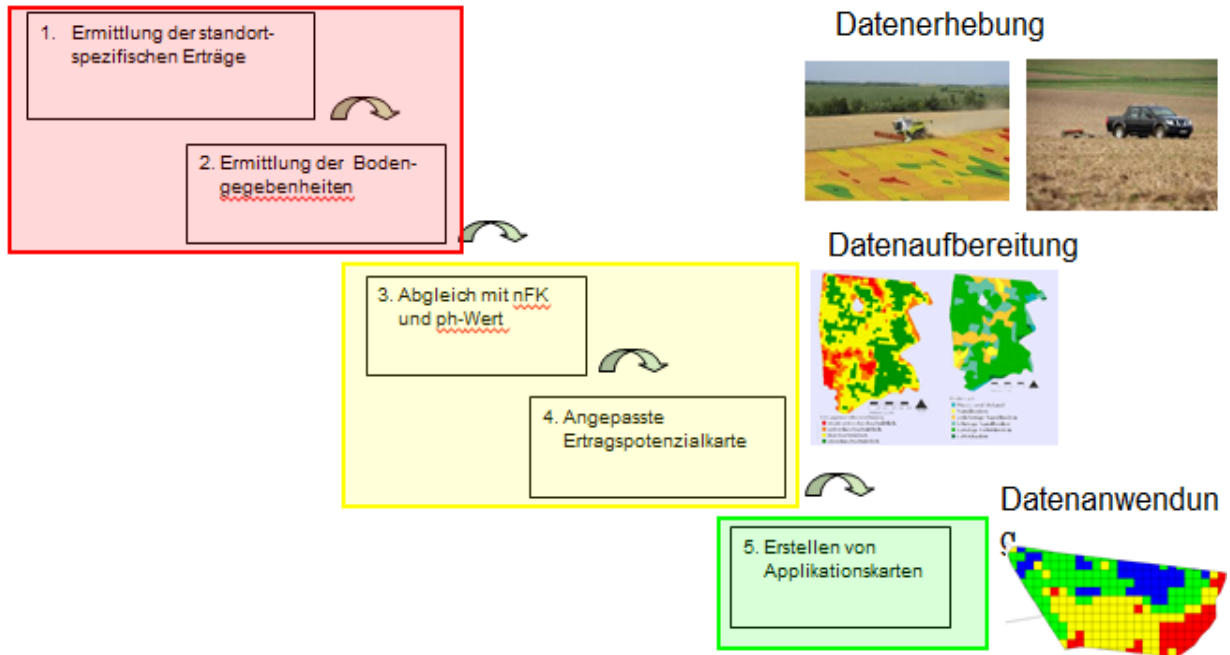 1. Ermittlung der standort-
spezifischen Erträge
2. Ermittlung der Boden-
gegebenheiten
3. Abgleich mit nFK
und ph-Wert
4. Angepasste
Ertragspotenzialkarte
5. Erstellen von
Applikationskarten
Datenerhebung
Datenaufbereitung
Datenanwendun
g